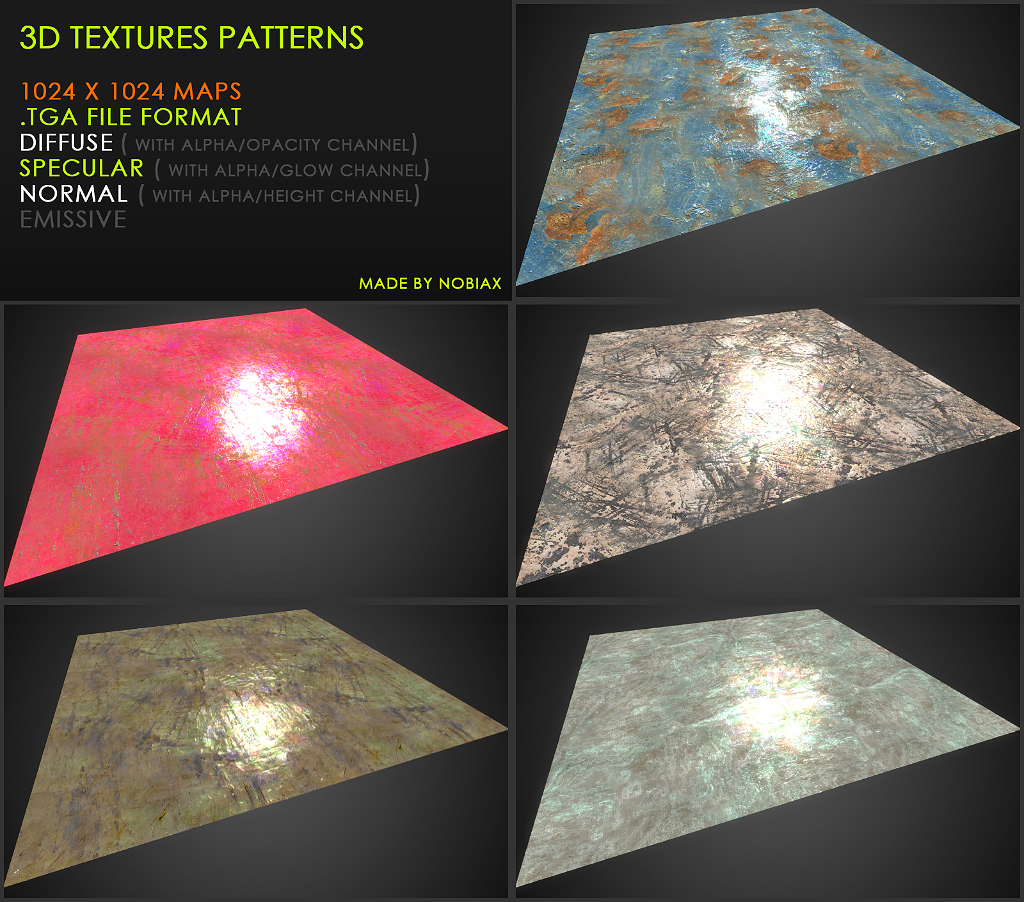 3D TEXTURES PATTERNS
1024 X 1024 MAPS
.TGA FILE FORMAT
DIFFUSE ( WITH ALPHA/OPACITY CHANNEL)
SPECULAR ( WITH ALPHA/GLOW CHANNEL)
NORMAL ( WITH ALPHA/HEIGHT CHANNEL)
EMISSIVE
MADE BY NOBIAX